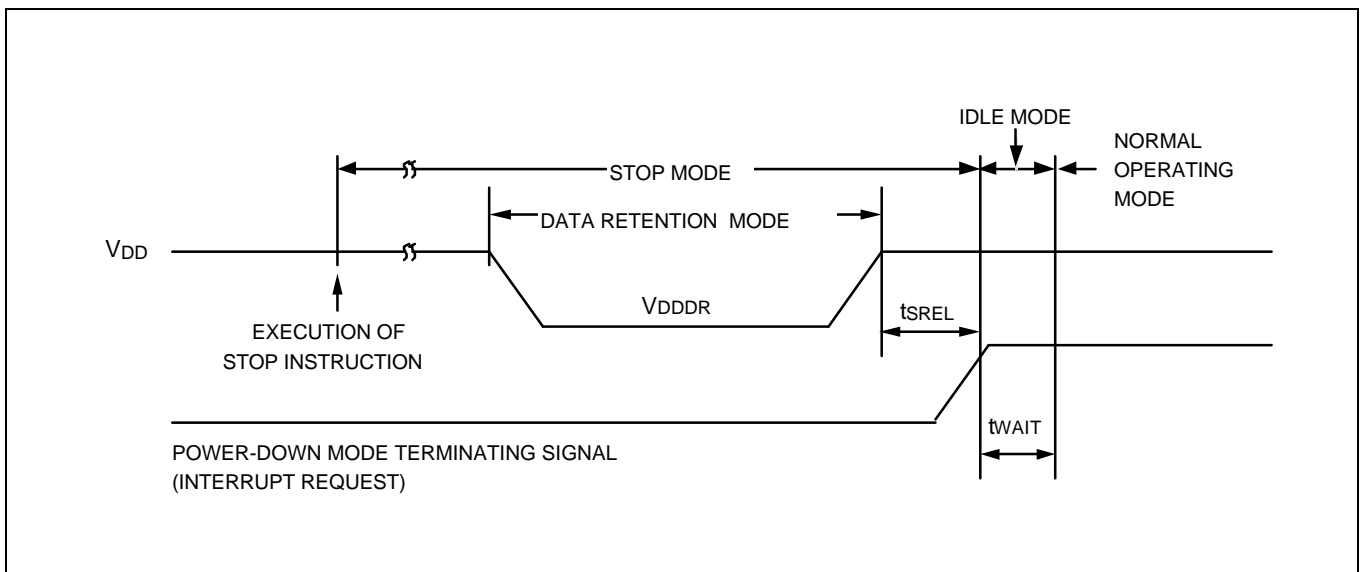 IDLE MODE
NORMAL
OPERATING
MODE
STOP MODE
DATA RETENTION MODE
VDD
VDDDR
tSREL
EXECUTION OF
STOP INSTRUCTION
tWAIT
POWER-DOWN MODE TERMINATING SIGNAL
(INTERRUPT REQUEST)